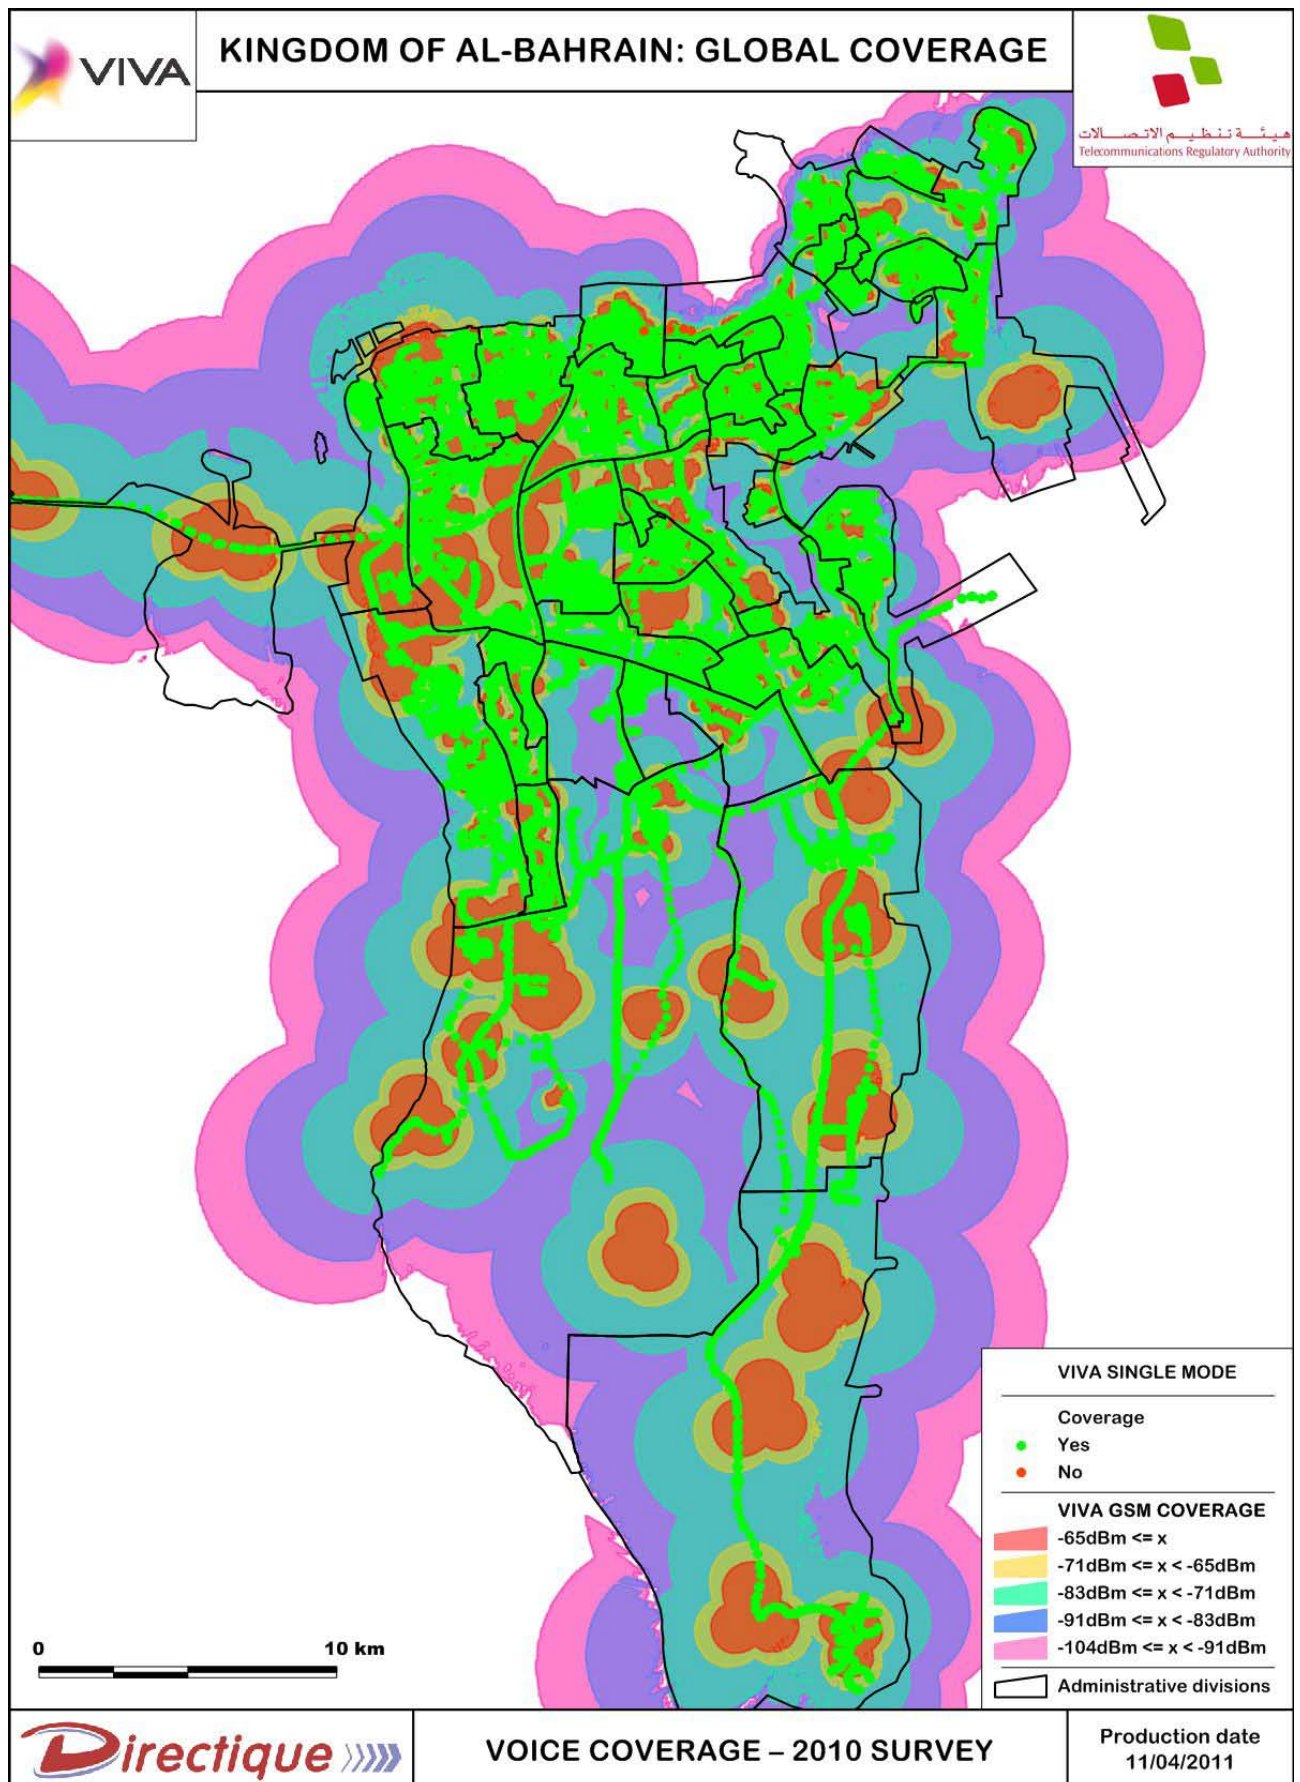 VIVA
KINGDOM OF AL-BAHRAIN: GLOBAL COVERAGE
هيئة تنظيم الاتصالات
Telecommunications Regulatory Authority
VIVA SINGLE MODE
Coverage
Yes
No
VIVA GSM COVERAGE
-65dBm <= x
-71dBm <= x < -65dBm
-83dBm <= x < -71dBm
-91dBm <= x < -83dBm
-104dBm <= x < -91dBm
Administrative divisions
0 10 km
Directique
VOICE COVERAGE – 2010 SURVEY
Production date
11/04/2011